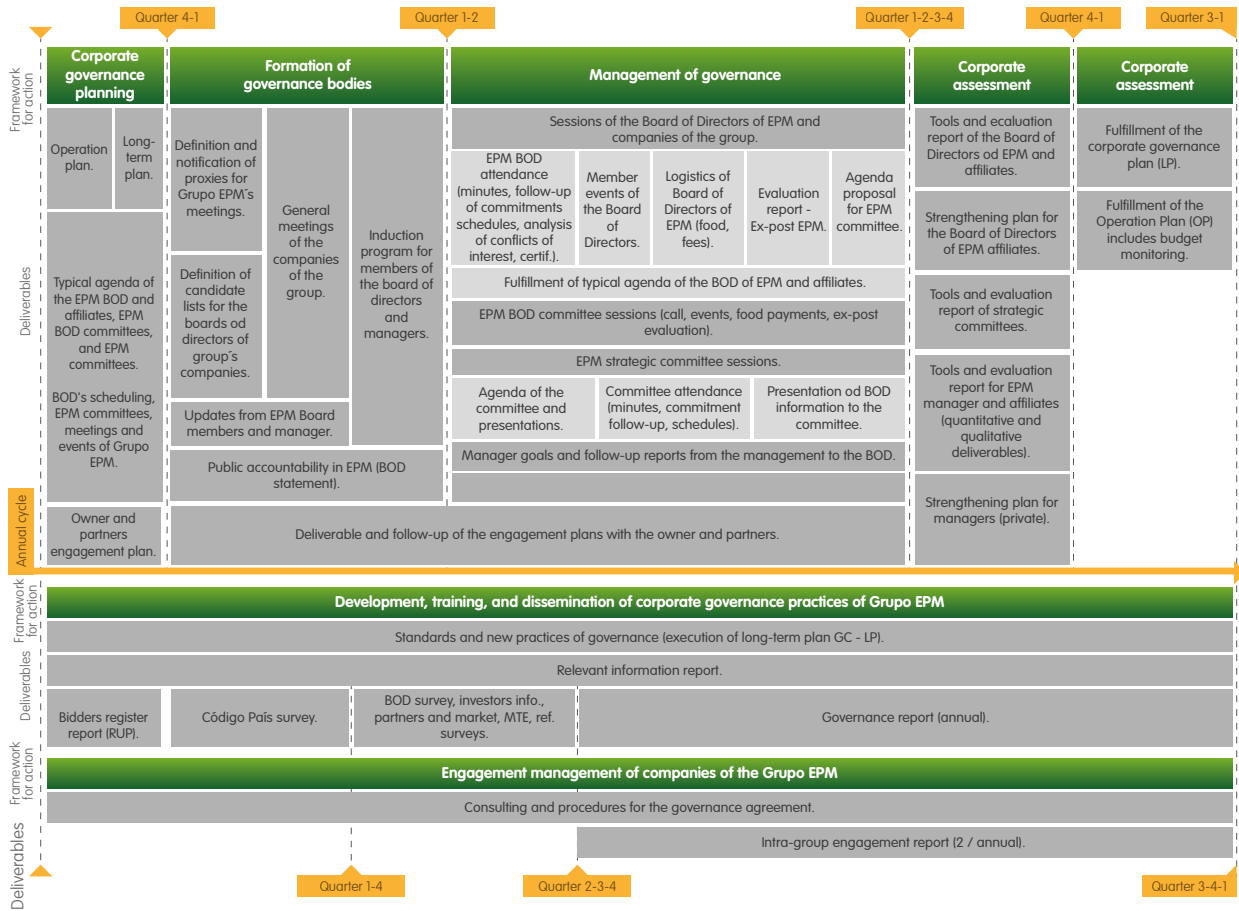 Quarter 4-1
Quarter 1-2
Quarter 1-2-3-4
Quarter 4-1
Quarter 3-1
Framework
for action
Corporate
governance
planning
Formation of
governance bodies
Management of governance
Corporate
assessment
Corporate
assessment
Deliverables
Operation
plan.
Long-
term
plan.
Typical agenda of
the EPM BOD and
affiliates, EPM
BOD committees,
and EPM
committees.
BOD's scheduling,
EPM committees,
meetings and
events of Grupo
EPM.
Owner and
partners
engagement plan.
Definition and
notification of
proxies for
Grupo EPM´s
meetings.
Definition of
candidate
lists for the
boards od
directors of
group´s
companies.
General
meetings
of the
companies
of the
group.
Induction
program for
members of
the board of
directors
and
managers.
Updates from EPM Board
members and manager.
Public accountability in EPM (BOD
statement).
Sessions of the Board of Directors of EPM and
companies of the group.
EPM BOD
attendance
(minutes, follow-up
of commitments
schedules, analysis
of conflicts of
interest, certif.).
Member
events of
the Board
of
Directors.
Logistics of
Board of
Directors of
EPM (food,
fees).
Evaluation
report -
Ex-post EPM.
Agenda
proposal
for EPM
committee.
Fulfillment of typical agenda of the BOD of EPM and affiliates.
EPM BOD committee sessions (call, events, food payments, ex-post
evaluation).
EPM strategic committee sessions.
Agenda of the
committee and
presentations.
Committee attendance
(minutes, commitment
follow-up, schedules).
Presentation od BOD
information to the
committee.
Manager goals and follow-up reports from the management to the BOD.
Deliverable and follow-up of the engagement plans with the owner and partners.
Tools and ecaluation
report of the Board of
Directors od EPM and
affiliates.
Strengthening plan for
the Board of Directors
of EPM affiliates.
Tools and evaluation
report of strategic
committees.
Tools and evaluation
report for EPM
manager and affiliates
(quantitative and
qualitative
deliverables).
Strengthening plan for
managers (private).
Fulfillment of the
corporate governance
plan (LP).
Fulfillment of the
Operation Plan (OP)
includes budget
monitoring.
Annual cycle
Framework
for action
Development, training, and dissemination of corporate governance practices of Grupo EPM
Deliverables
Standards and new practices of governance (execution of long-term plan GC - LP).
Relevant information report.
Bidders register
report (RUP).
Código País survey.
BOD survey, investors info.,
partners and market, MTE, ref.
surveys.
Governance report (annual).
Framework
for action
Engagement management of companies of the Grupo EPM
Deliverables
Consulting and procedures for the governance agreement.
Intra-group engagement report (2 / annual).
Quarter 1-4
Quarter 2-3-4
Quarter 3-4-1